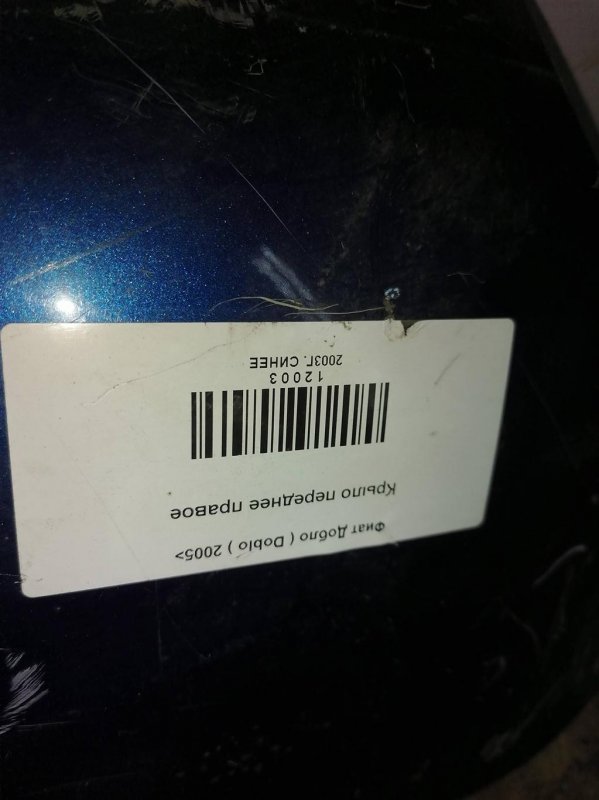 Фиат Добло ( Doblo ) 2005>
Крыло переднее правое
12003
2003Г. СИНЕЕ